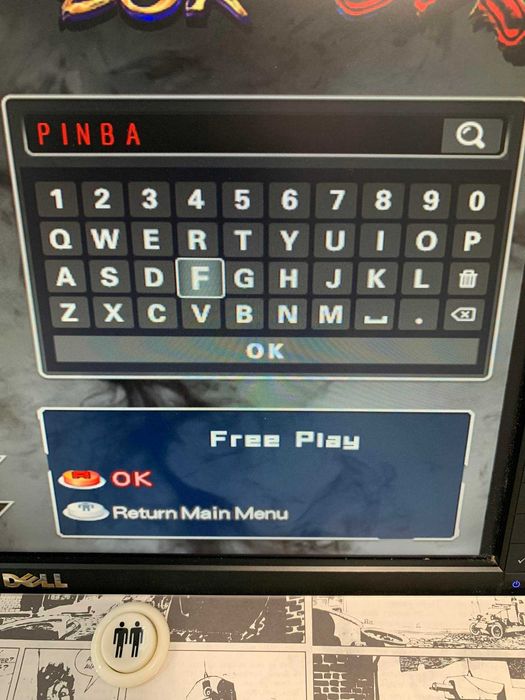 PINBA
1 2 3 4 5 6 7 8 9 0
Q W E R T Y U I O P
A S D F G H J K L
Z X C V B N M .
OK
Free Play
OK
Return Main Menu
DELL